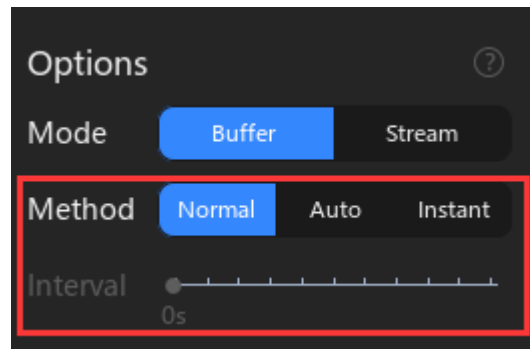 Options ?
Mode Buffer Stream
Method Normal Auto Instant
Interval
0s